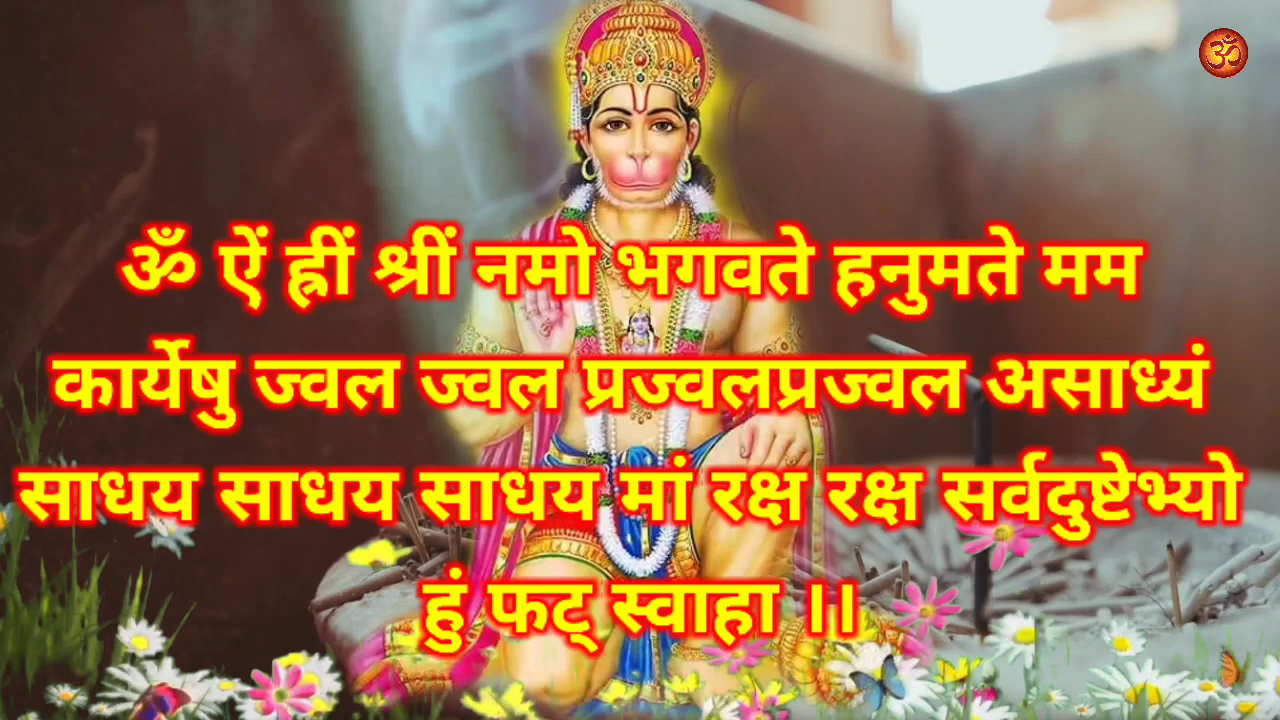 ॐ ऐं ह्रीं श्रीं नमो भगवते हनुमते मम
कार्येषु ज्वल ज्वल प्रज्वलप्रज्वल असाध्यं
साधय साधय साधय मां रक्ष रक्ष सर्वदुष्टेभ्यो
हुं फट् स्वाहा ।।
ॐ